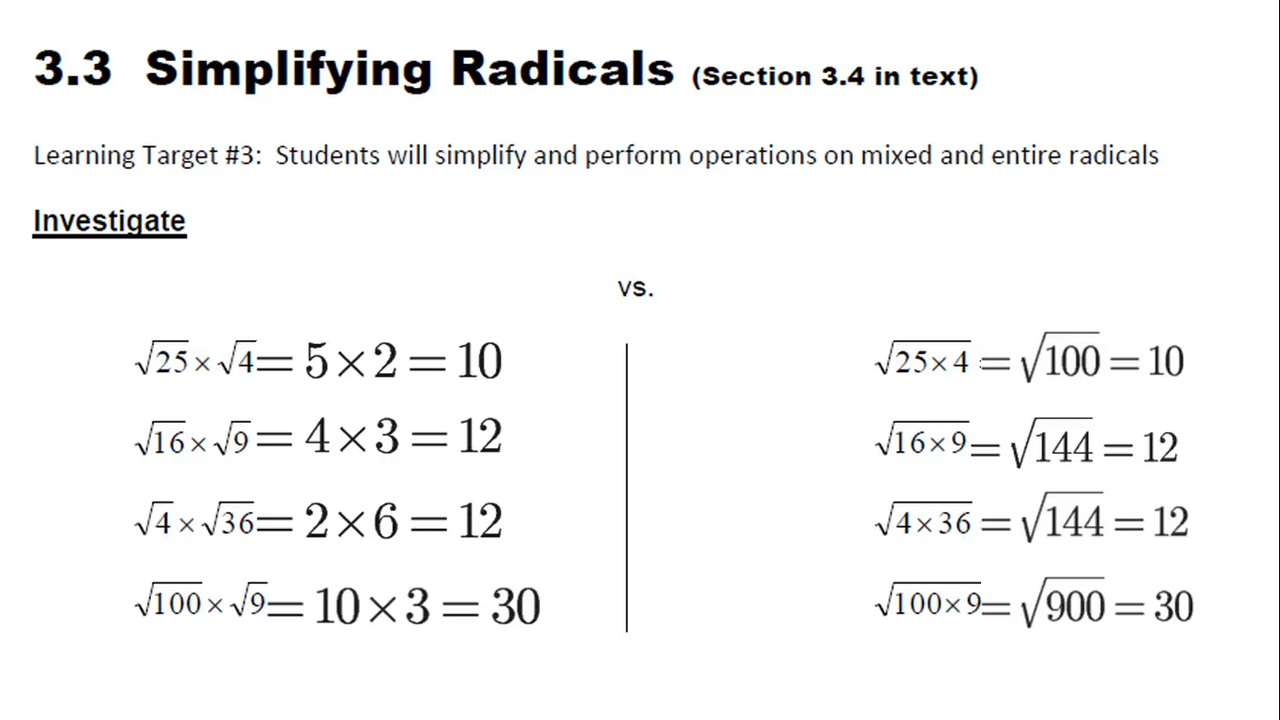 3.3 Simplifying Radicals (Section 3.4 in text)
Learning Target #3: Students will simplify and perform operations on mixed and entire radicals
Investigate
vs.
√25 × √4 = 5 × 2 = 10
√16 × √9 = 4 × 3 = 12
√4 × √36 = 2 × 6 = 12
√100 × √9 = 10 × 3 = 30
√(25 × 4) = √100 = 10
√(16 × 9) = √144 = 12
√(4 × 36) = √144 = 12
√(100 × 9) = √900 = 30